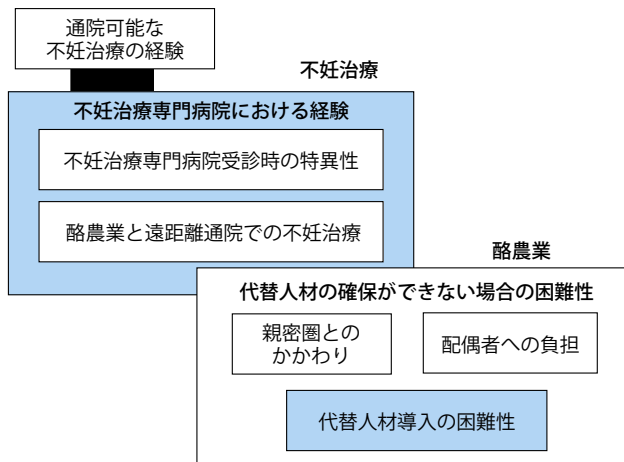 通院可能な
不妊治療の経験
不妊治療
不妊治療専門病院における経験
不妊治療専門病院受診時の特異性
酪農業と遠距離通院での不妊治療
酪農業
代替人材の確保ができない場合の困難性
親密圏との
かかわり
配偶者への負担
代替人材導入の困難性